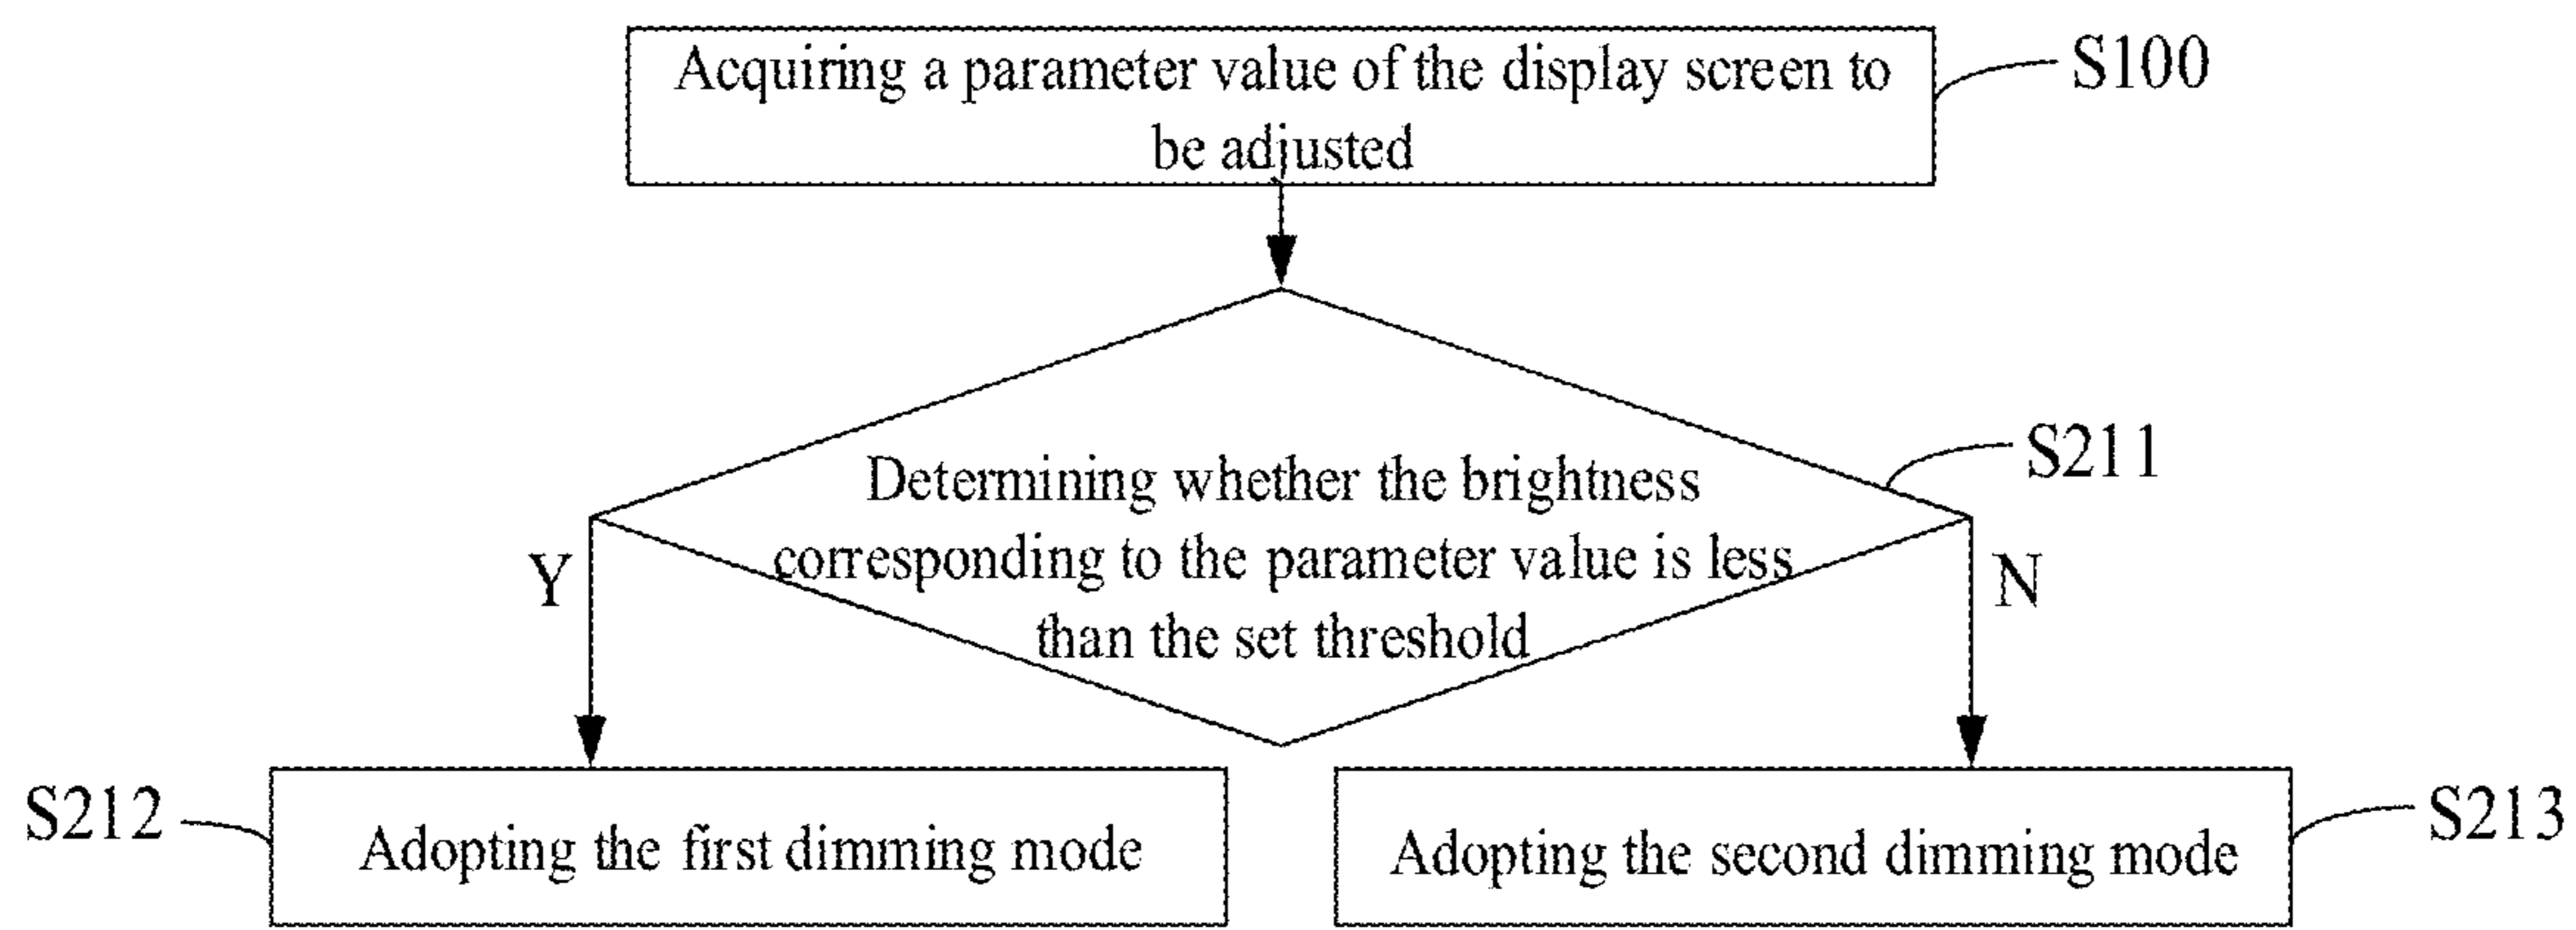 Acquiring a parameter value of the display screen to
be adjusted
S100
Determining whether the brightness
corresponding to the parameter value is less
than the set threshold
S211
Y
N
S212
Adopting the first dimming mode
Adopting the second dimming mode
S213